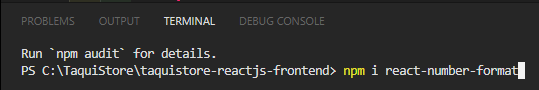 PROBLEMS OUTPUT TERMINAL DEBUG CONSOLE
Run `npm audit` for details.
PS C:\TaquiStore\taquistore-reactjs-frontend> npm i react-number-format